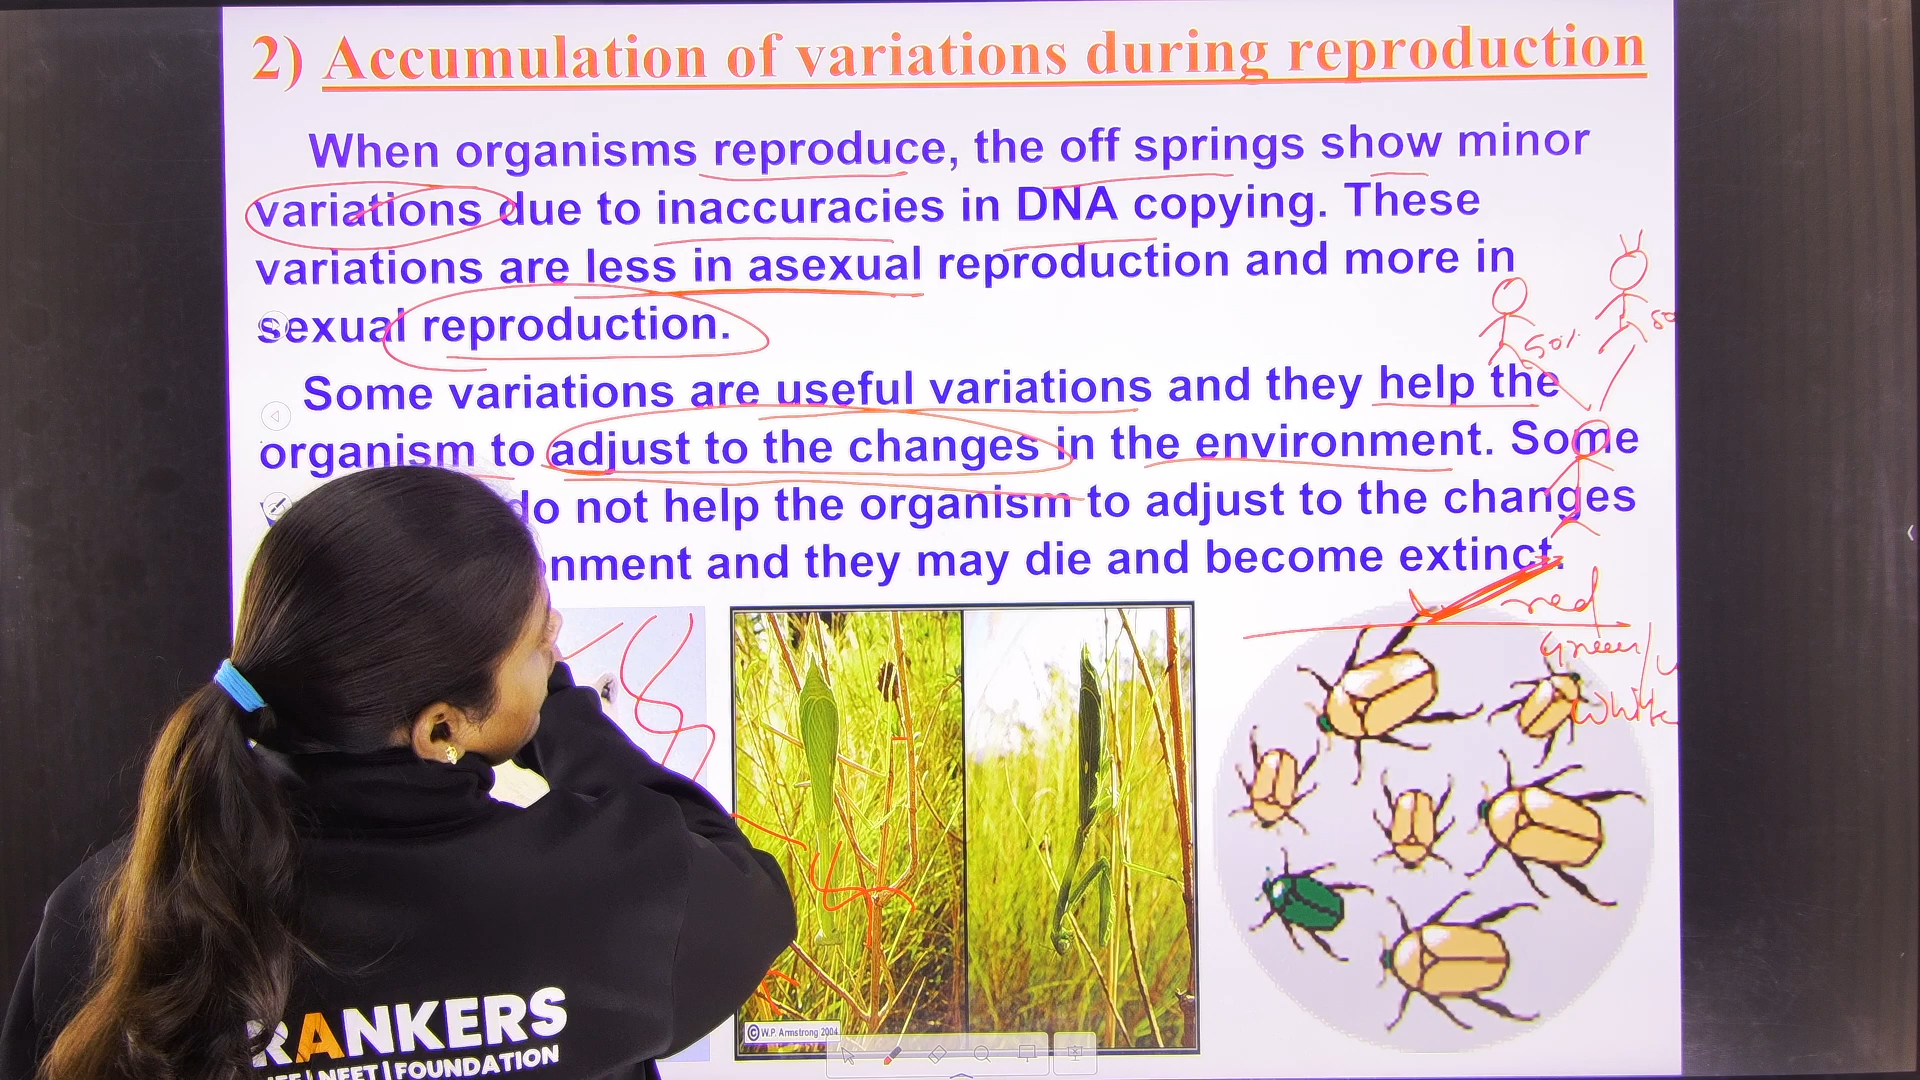 2) Accumulation of variations during reproduction
When organisms reproduce, the off springs show minor
variations due to inaccuracies in DNA copying. These
variations are less in asexual reproduction and more in
sexual reproduction.
Some variations are useful variations and they help the
organism to adjust to the changes in the environment. Some
do not help the organism to adjust to the changes
nment and they may die and become extinct.
50%
50
red
Green/
White
©W.P. Armstrong 2004
RANKERS
NEET | FOUNDATION